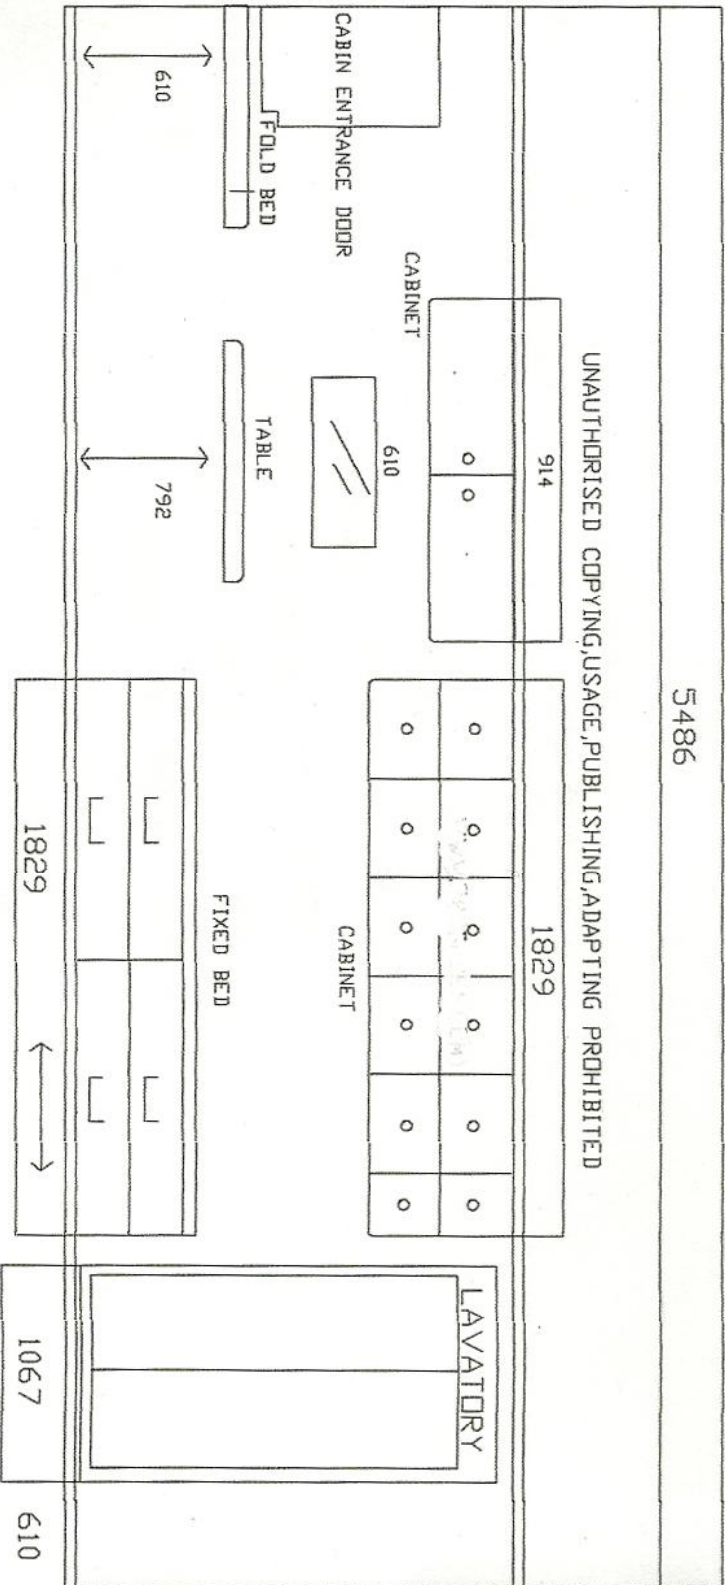 5486
UNAUTHORISED COPYING,USAGE,PUBLISHING,ADAPTING PROHIBITED
914
1829
CABINET
CABIN ENTRANCE DOOR
610
CABINET
FOLD BED
TABLE
FIXED BED
LAVATORY
610
792
1829
1067
610